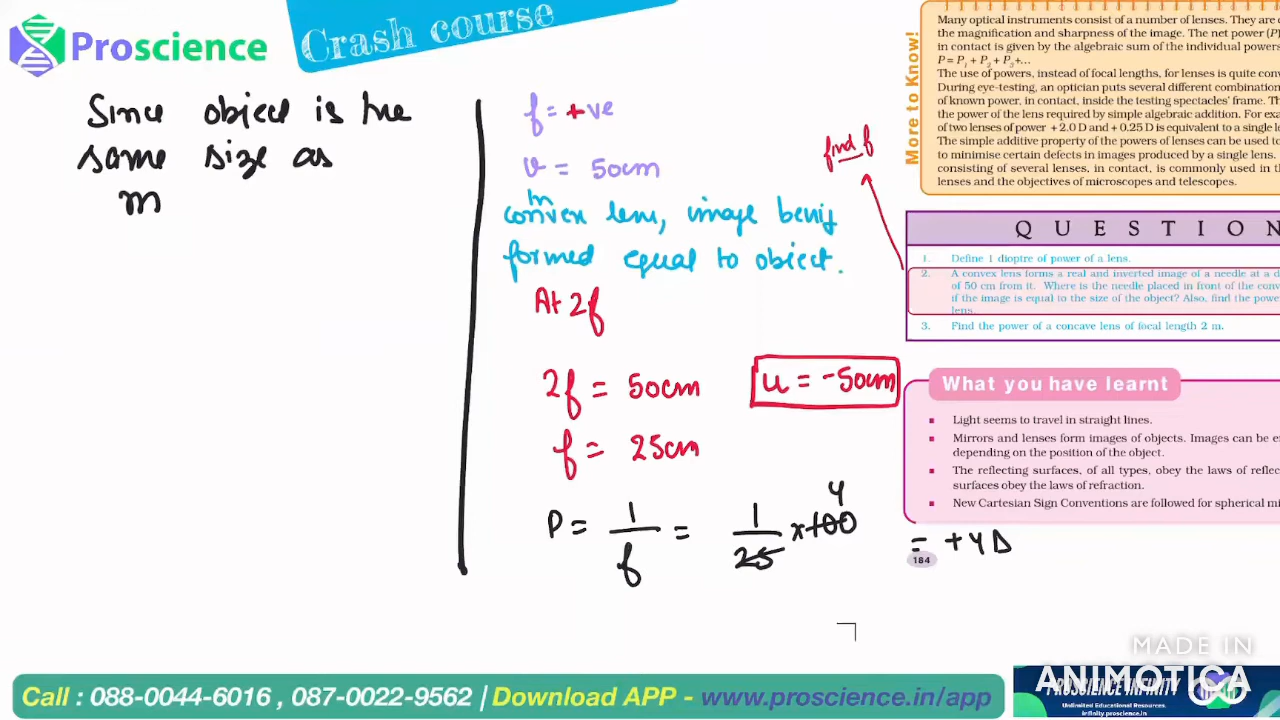 Proscience
Crash course
Since object is the
same size as
m
f = +ve
v = 50cm
In
convex lens, image being
formed equal to object.
At 2f
2f = 50cm
u = -50cm
f = 25cm
P = 1/f = 1/25 x 100 4
= +4D
find f
More to Know!
Many optical instruments consist of a number of lenses. They are
the magnification and sharpness of the image. The net power (P)
in contact is given by the algebraic sum of the individual powers
P = P1 + P2 + P3 +...
The use of powers, instead of focal lengths, for lenses is quite
During eye-testing, an optician puts several different combination
of known power, in contact, inside the testing spectacles' frame. T
the power of the lens required by simple algebraic addition. For
of two lenses of power + 2.0 D and + 0.25 D is equivalent to a single
The simple additive property of the powers of lenses can be used to
to minimise certain defects in images produced by a single lens.
consisting of several lenses, in contact, is commonly used in
lenses and the objectives of microscopes and telescopes.
Q U E S T I O N
1. Define 1 dioptre of power of a lens.
2. A convex lens forms a real and inverted image of a needle at a
of 50 cm from it. Where is the needle placed in front of the
if the image is equal to the size of the object? Also, find the
lens.
3. Find the power of a concave lens of focal length 2 m.
What you have learnt
Light seems to travel in straight lines.
Mirrors and lenses form images of objects. Images can be
depending on the position of the object.
The reflecting surfaces, of all types, obey the laws of
surfaces obey the laws of refraction.
New Cartesian Sign Conventions are followed for spherical
184
MADE IN
ANIMOTICA
PROSCIENCE INFINITY
Unlimited Educational Resources.
infinity.proscience.in
Call : 088-0044-6016 , 087-0022-9562 | Download APP - www.proscience.in/app